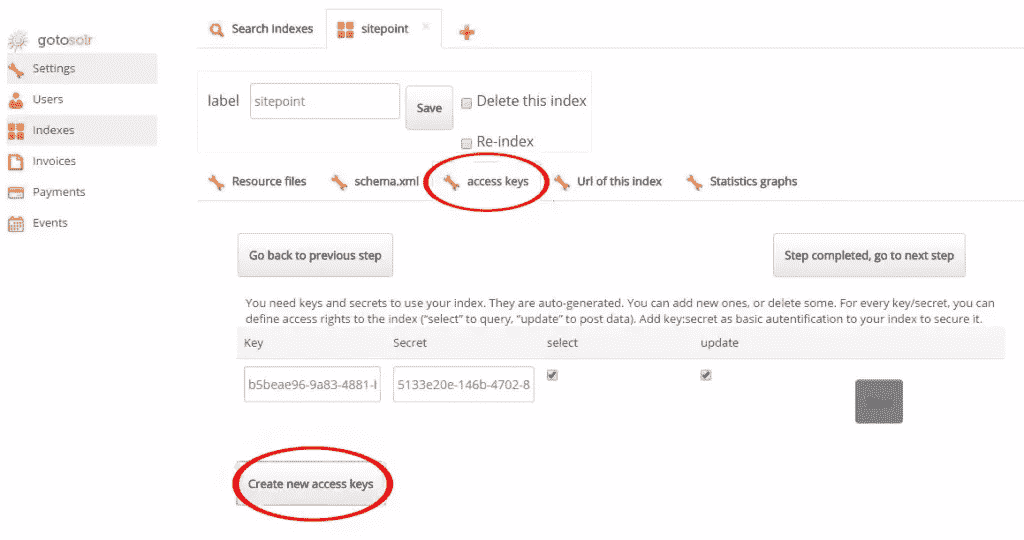 Search Indexes
sitepoint
gotosolr
Settings
Users
Indexes
Invoices
Payments
Events
label
sitepoint
Save
Delete this index
Re-index
Resource files
schema.xml
access keys
Url of this index
Statistics graphs
Go back to previous step
Step completed, go to next step
You need keys and secrets to use your index. They are auto-generated. You can add new ones, or delete some. For every key/secret, you can
define access rights to the index (“select” to query, “update” to post data). Add key:secret as basic autentification to your index to secure it.
Key Secret select update
b5beae96-9a83-4881- 5133e20e-146b-4702-8
Create new access keys